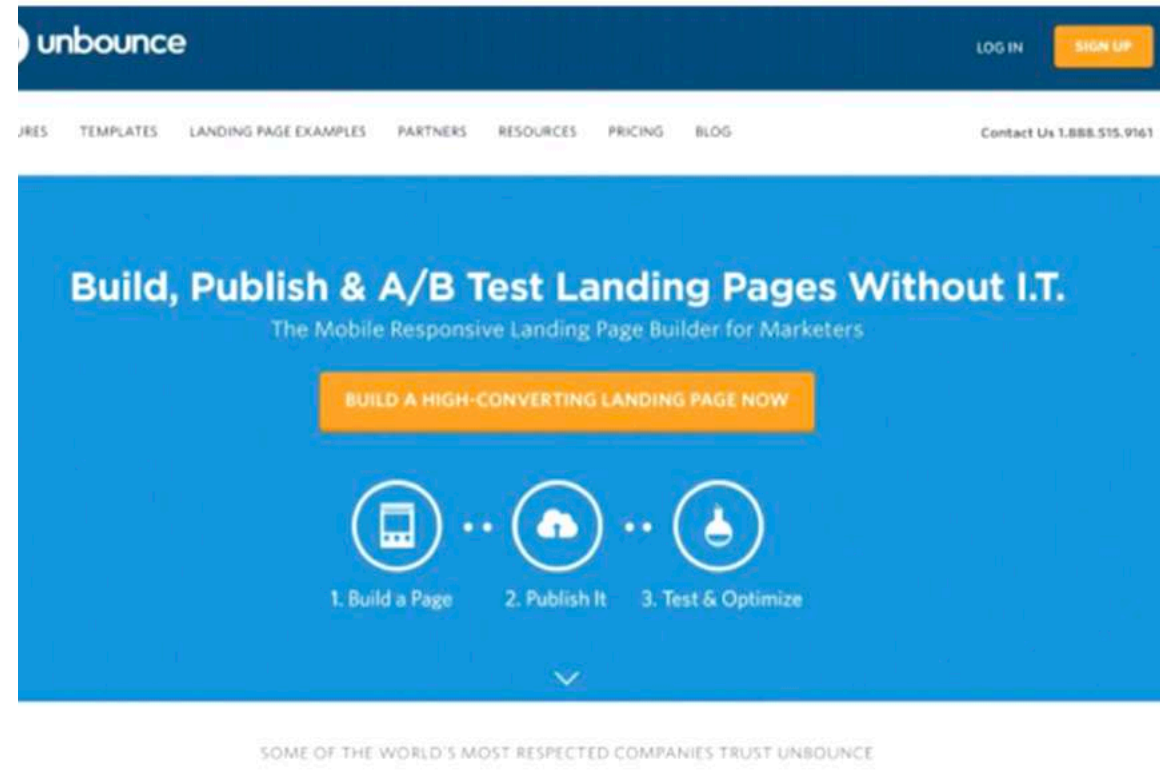 unbounce
LOG IN
SIGN UP
URES TEMPLATES LANDING PAGE EXAMPLES PARTNERS RESOURCES PRICING BLOG
Contact Us 1.888.515.9161
Build, Publish & A/B Test Landing Pages Without I.T.
The Mobile Responsive Landing Page Builder for Marketers
BUILD A HIGH-CONVERTING LANDING PAGE NOW
1. Build a Page 2. Publish It 3. Test & Optimize
SOME OF THE WORLD'S MOST RESPECTED COMPANIES TRUST UNBOUNCE